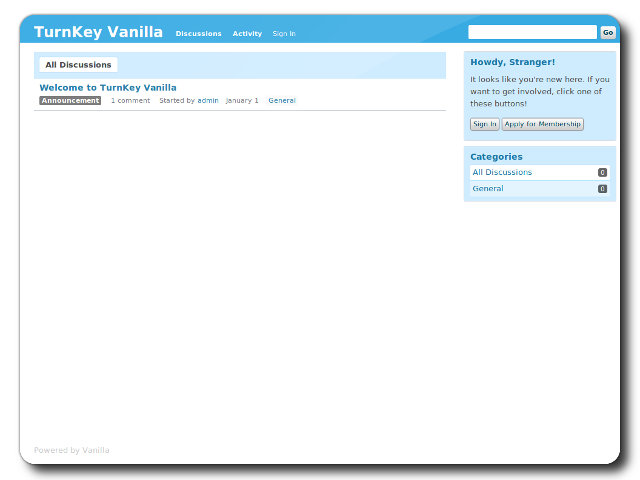 TurnKey Vanilla Discussions Activity Sign In Go
All Discussions
Welcome to TurnKey Vanilla
Announcement 1 comment Started by admin January 1 General
Howdy, Stranger!
It looks like you're new here. If you
want to get involved, click one of
these buttons!
Sign In Apply for Membership
Categories
All Discussions 0
General 0
Powered by Vanilla